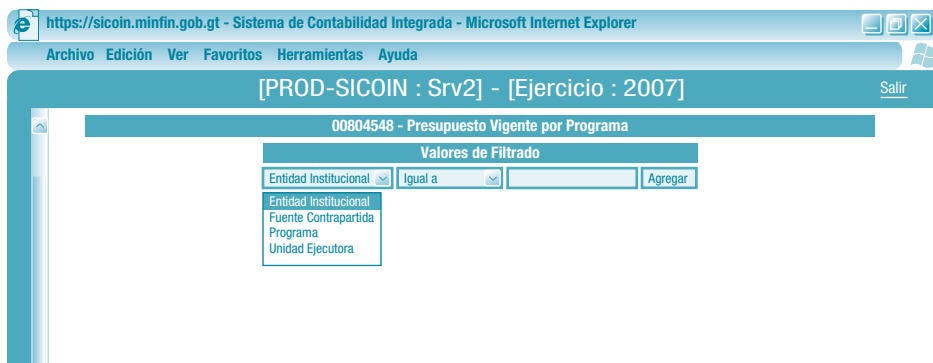 https://sicoin.minfin.gob.gt - Sistema de Contabilidad Integrada - Microsoft Internet Explorer
Archivo Edición Ver Favoritos Herramientas Ayuda
[PROD-SICOIN : Srv2] - [Ejercicio : 2007]
Salir
00804548 - Presupuesto Vigente por Programa
Valores de Filtrado
Entidad Institucional Igual a Agregar
Entidad Institucional
Fuente Contrapartida
Programa
Unidad Ejecutora